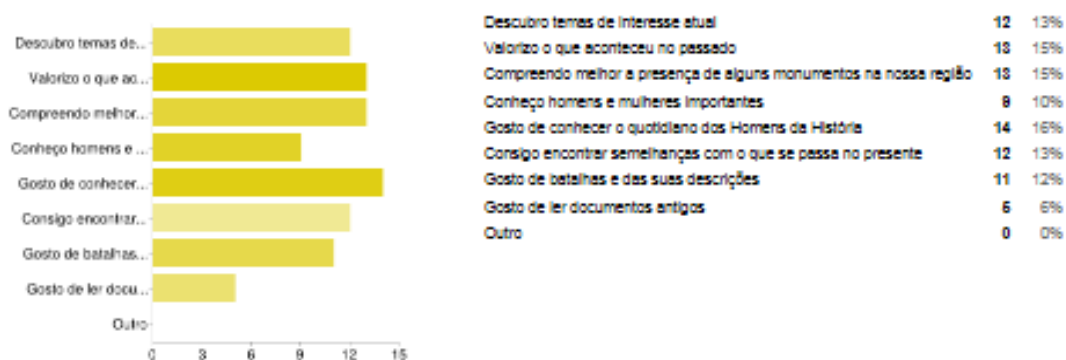 Descubro temas de...
Valorizo o que ao...
Compreendo melhor...
Conheço homens e ...
Gosto de conhecer...
Consigo encontrar...
Gosto de batalhas...
Gosto de ler docu...
Outro
0 3 6 9 12 15
Descubro temas de interesse atual 12 13%
Valorizo o que aconteceu no passado 13 15%
Compreendo melhor a presença de alguns monumentos na nossa região 13 15%
Conheço homens e mulheres importantes 9 10%
Gosto de conhecer o quotidiano dos Homens da História 14 16%
Consigo encontrar semelhanças com o que se passa no presente 12 13%
Gosto de batalhas e das suas descrições 11 12%
Gosto de ler documentos antigos 5 6%
Outro 0 0%